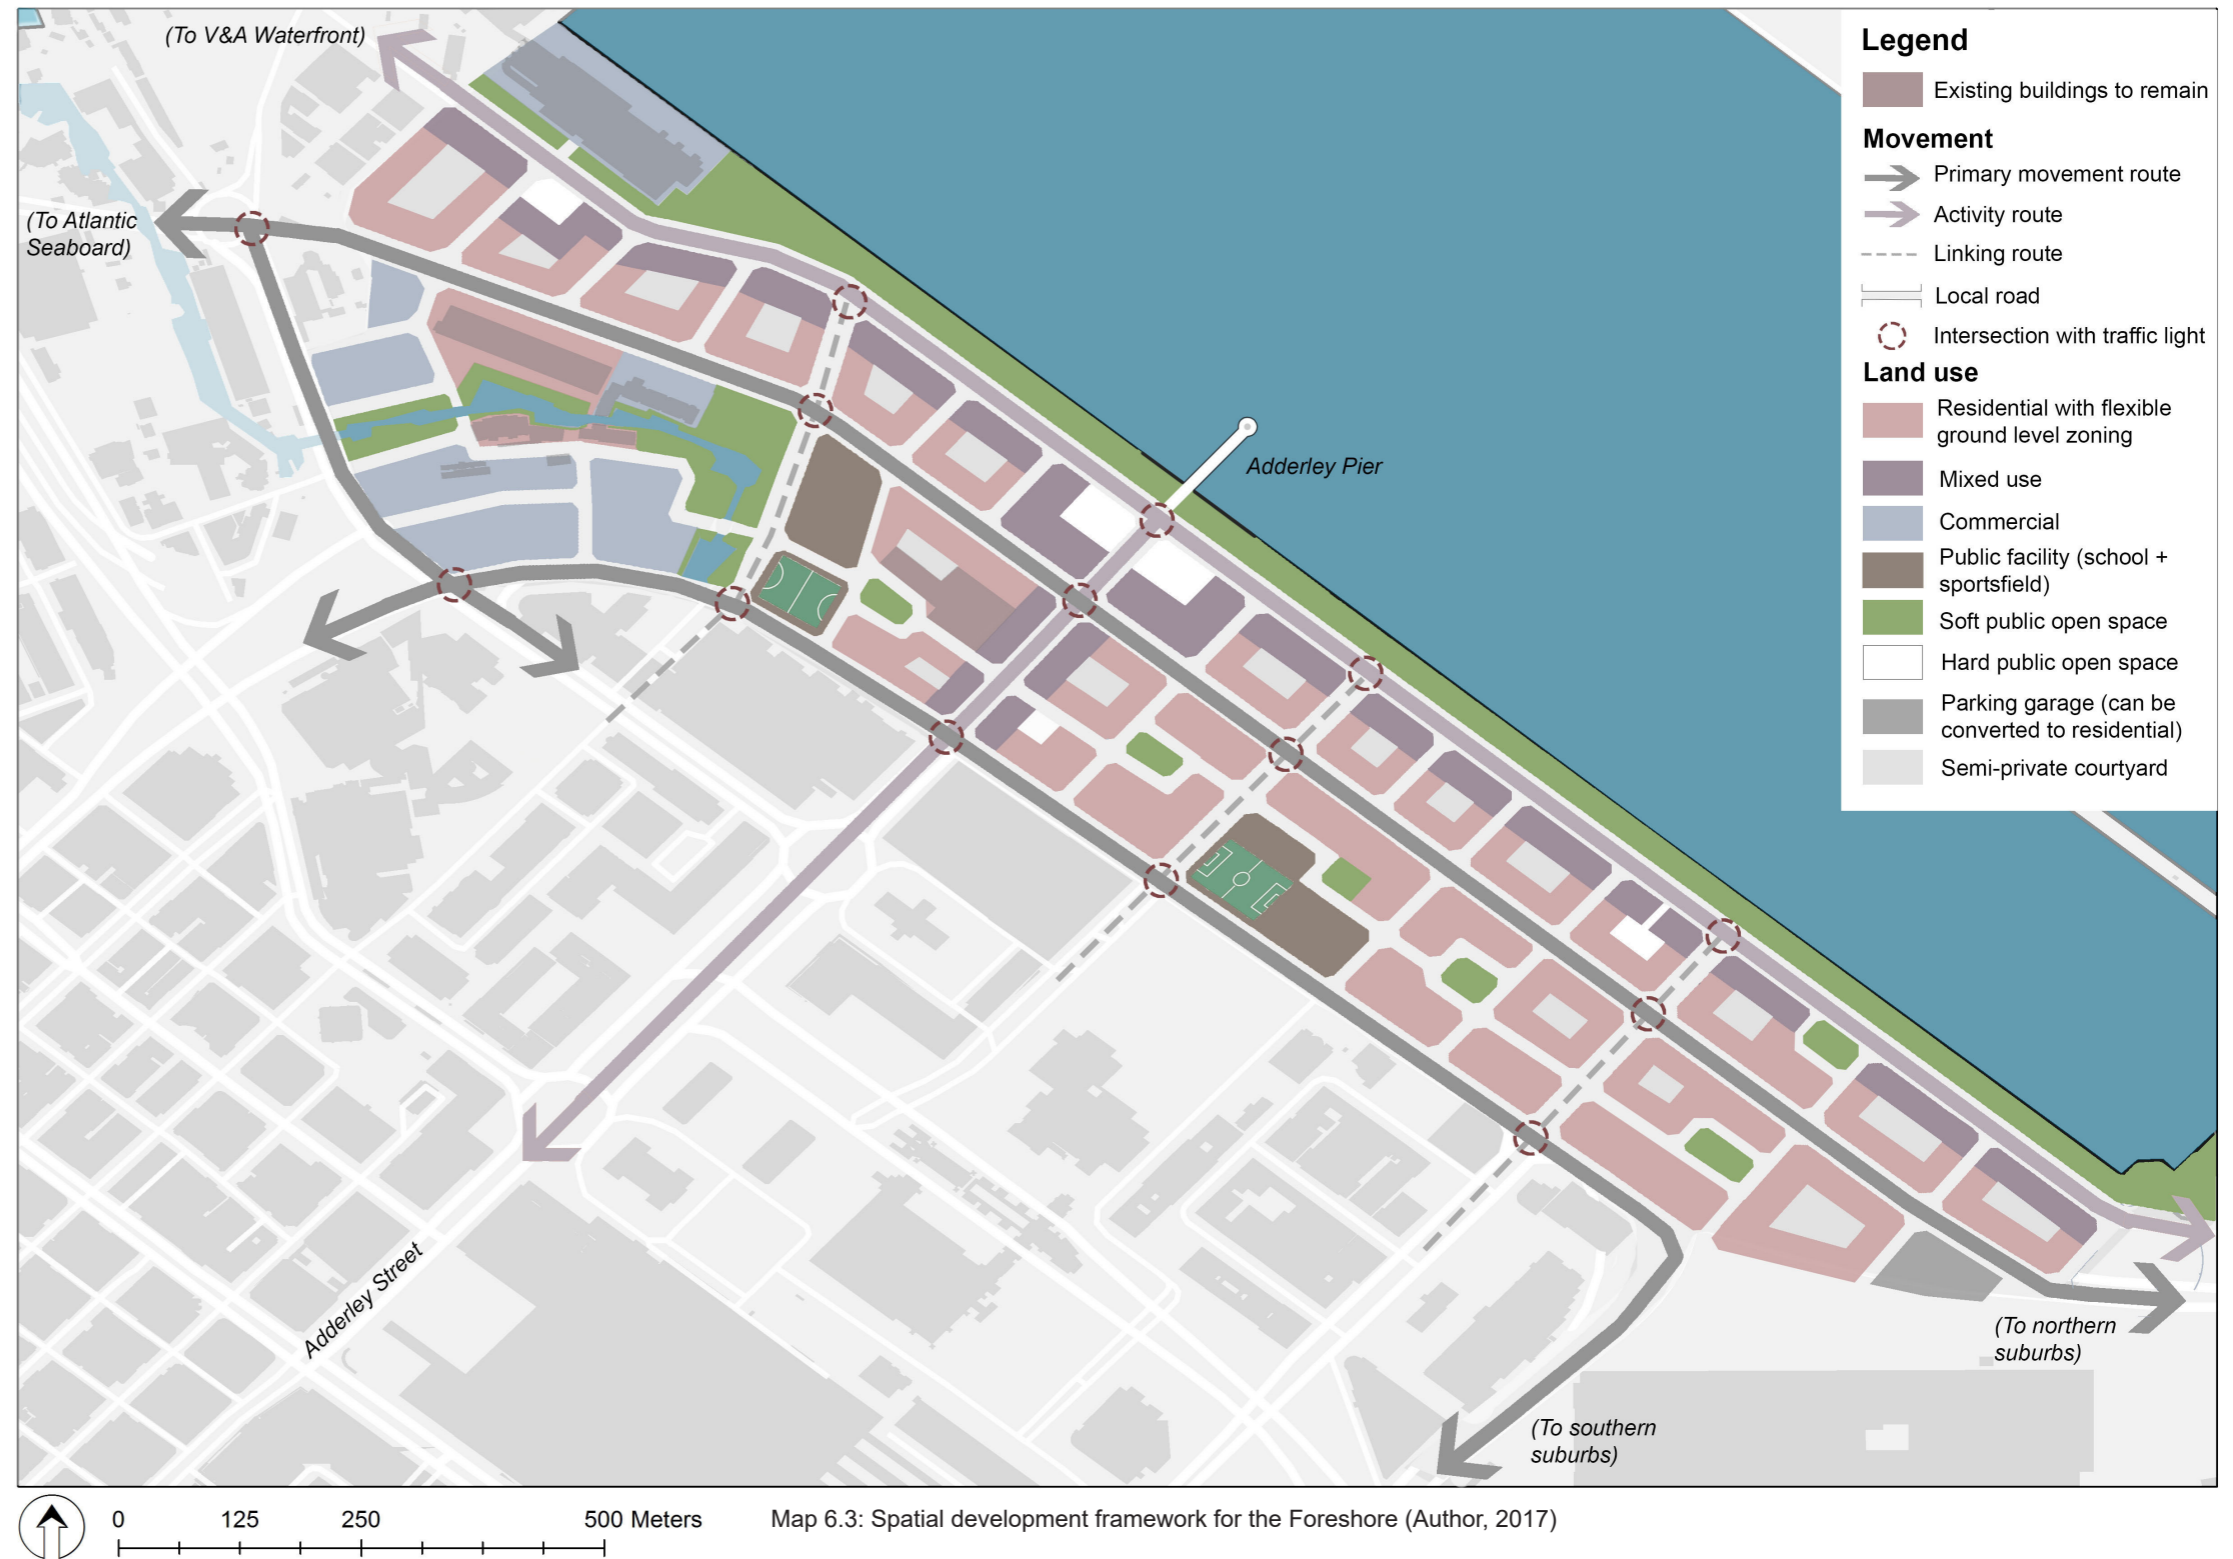 (To V&A Waterfront)
(To Atlantic
Seaboard)
Adderley Pier
Adderley Street
(To northern
suburbs)
(To southern
suburbs)
Legend
Existing buildings to remain
Movement
Primary movement route
Activity route
Linking route
Local road
Intersection with traffic light
Land use
Residential with flexible
ground level zoning
Mixed use
Commercial
Public facility (school +
sportsfield)
Soft public open space
Hard public open space
Parking garage (can be
converted to residential)
Semi-private courtyard
0 125 250 500 Meters
Map 6.3: Spatial development framework for the Foreshore (Author, 2017)